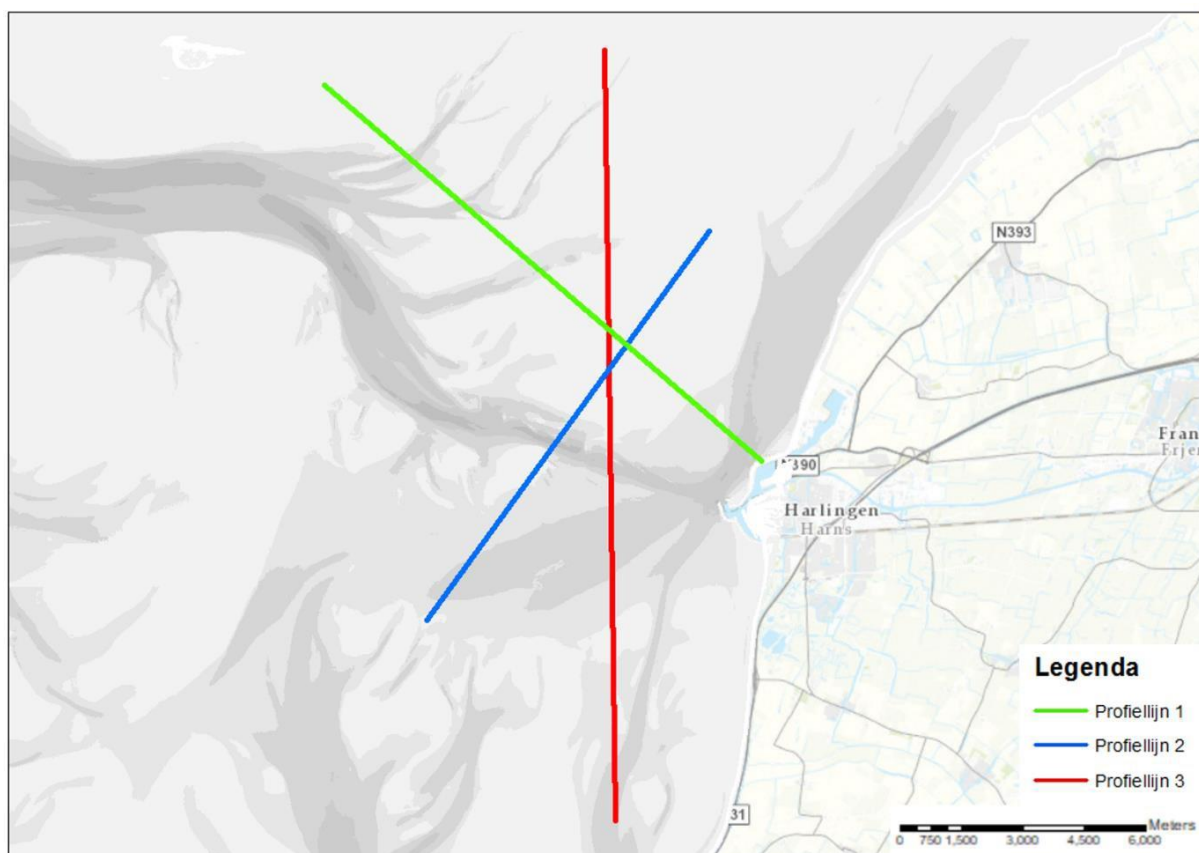 N393
N390
Fran
Frjer
Harlingen
Harns
Legenda
Profiellijn 1
Profiellijn 2
Profiellijn 3
31
Meters
0 750 1,500 3,000 4,500 6,000